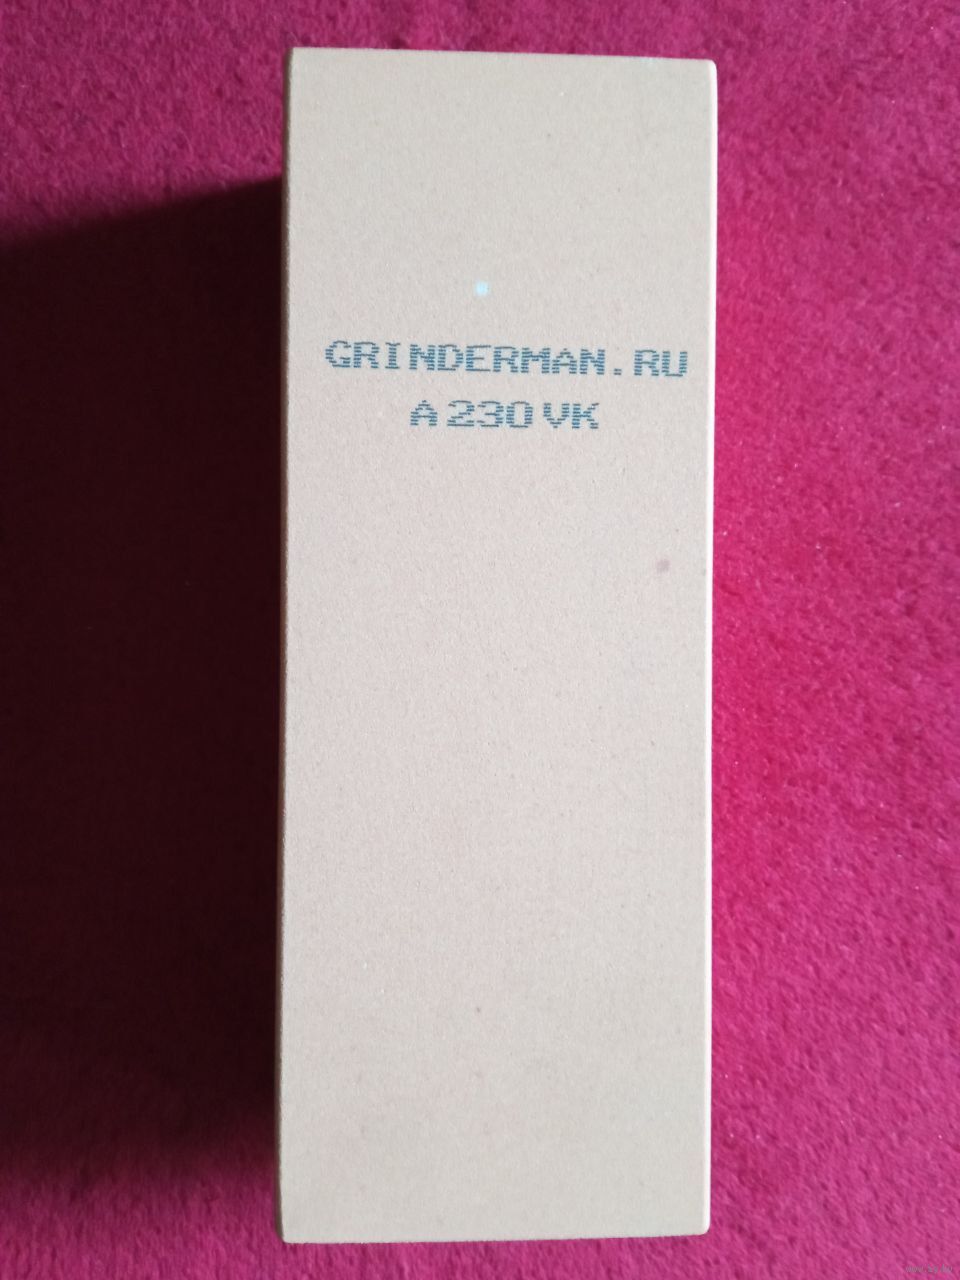 GRINDERMAN.RU
A 230 VK